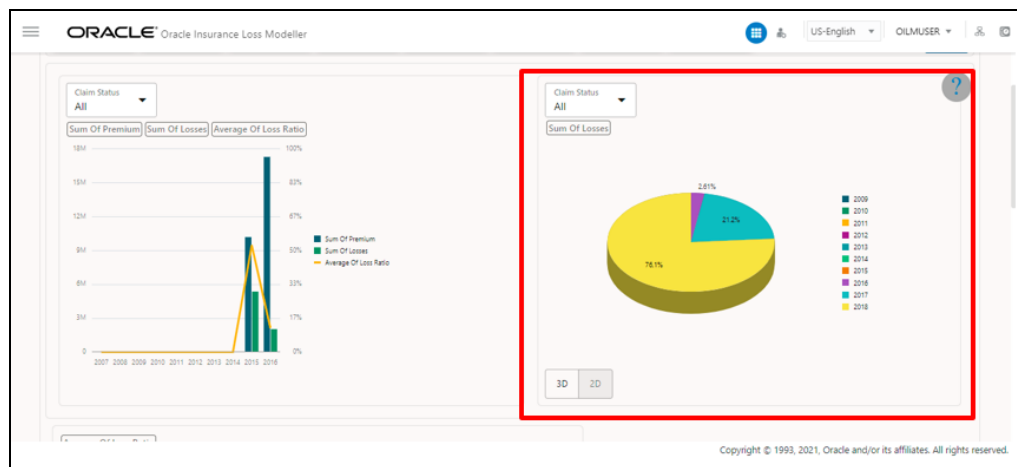 ORACLE® Oracle Insurance Loss Modeller
US-English
OILMUSER
Claim Status
All
Sum Of Premium Sum Of Losses Average Of Loss Ratio
18M 100%
15M 83%
12M 67%
9M 50%
6M 33%
3M 17%
0 0%
2007 2008 2009 2010 2011 2012 2013 2014 2015 2016
Sum Of Premium
Sum Of Losses
Average Of Loss Ratio
?
Claim Status
All
Sum Of Losses
2.61%
21.2%
76.1%
2009
2010
2011
2012
2013
2014
2015
2016
2017
2018
3D 2D
Copyright © 1993, 2021, Oracle and/or its affiliates. All rights reserved.